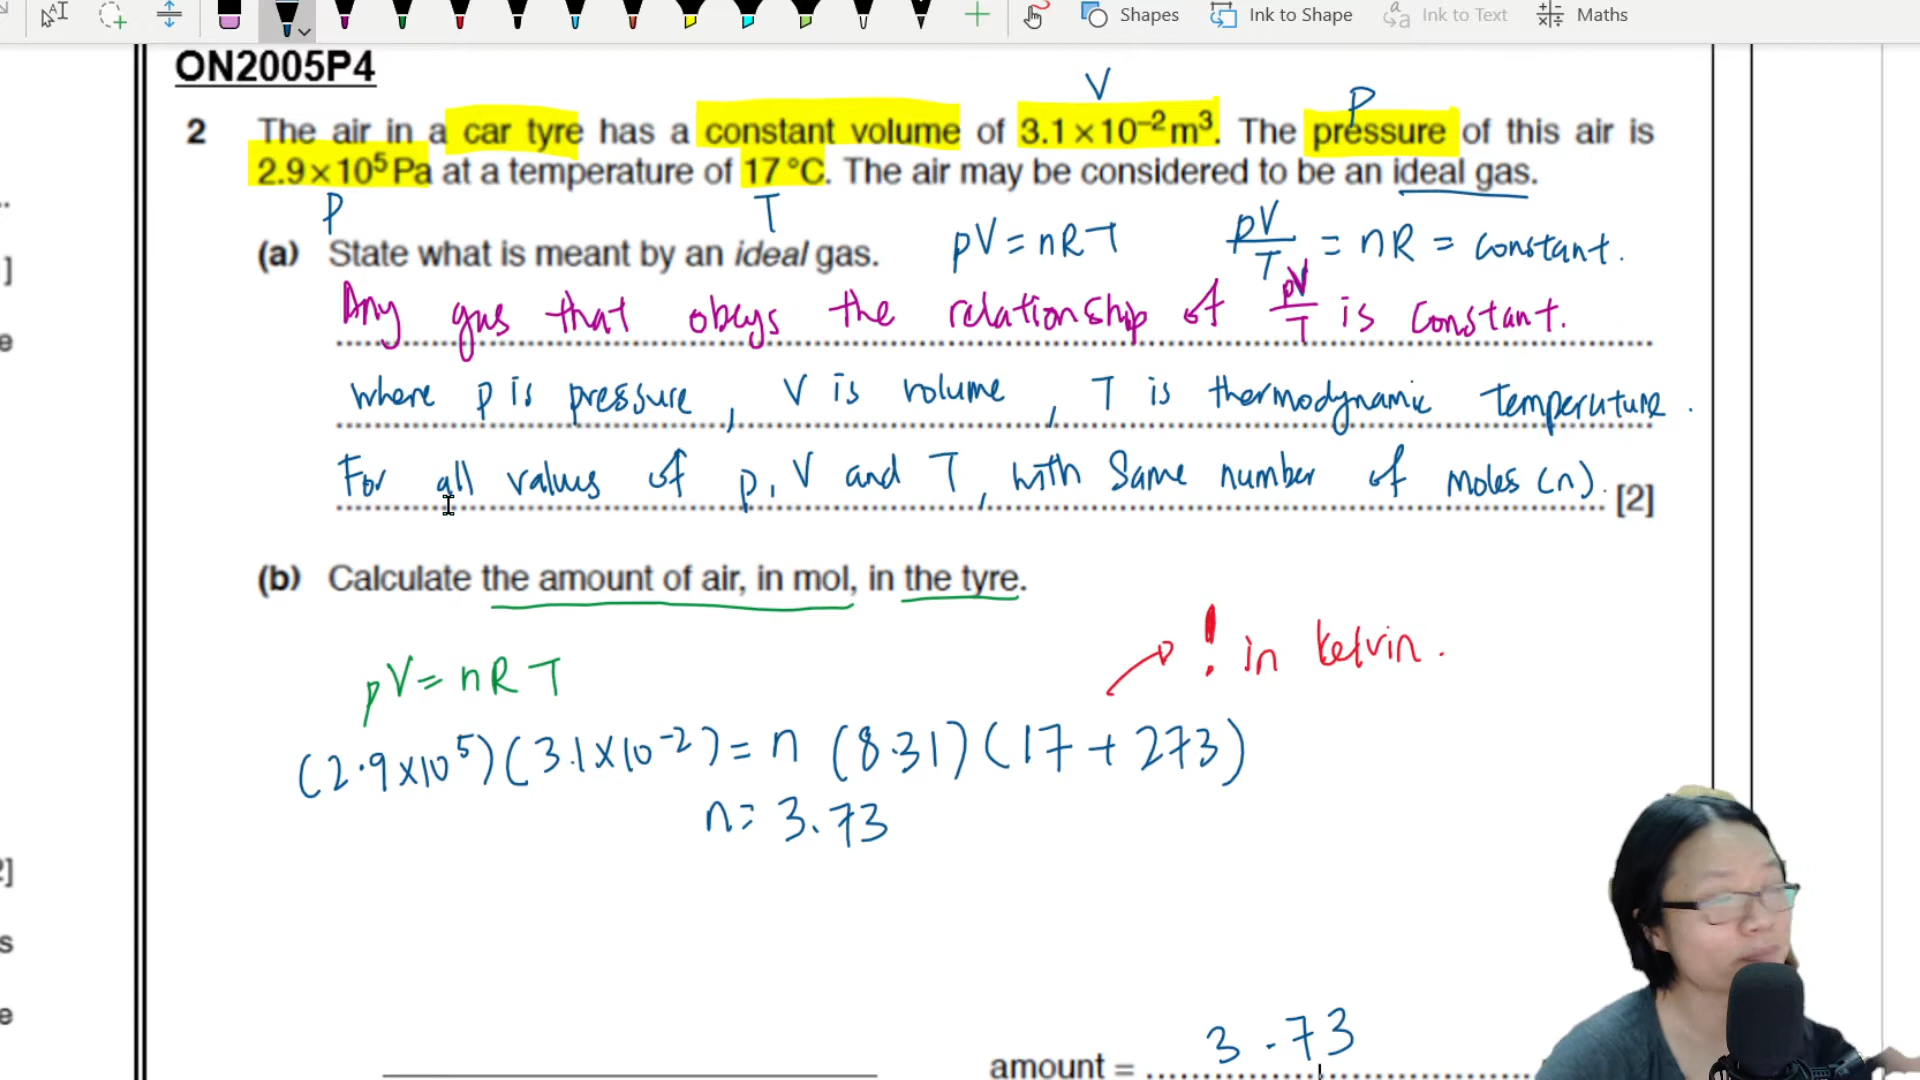 Shapes Ink to Shape Ink to Text Maths
ON2005P4
V
P
2 The air in a car tyre has a constant volume of 3.1×10⁻² m³. The pressure of this air is
2.9×10⁵ Pa at a temperature of 17 °C. The air may be considered to be an ideal gas.
P T
(a) State what is meant by an ideal gas. pV = nRT pV/T = nR = constant.
Any gas that obeys the relationship of pV/T is constant.
where p is pressure, V is volume, T is thermodynamic temperature.
For all values of p, V and T, with same number of moles (n). [2]
(b) Calculate the amount of air, in mol, in the tyre.
! in kelvin.
pV = nRT
(2.9×10⁵)(3.1×10⁻²) = n (8.31)(17 + 273)
n = 3.73
3.73
amount =
]
e
2]
s
e